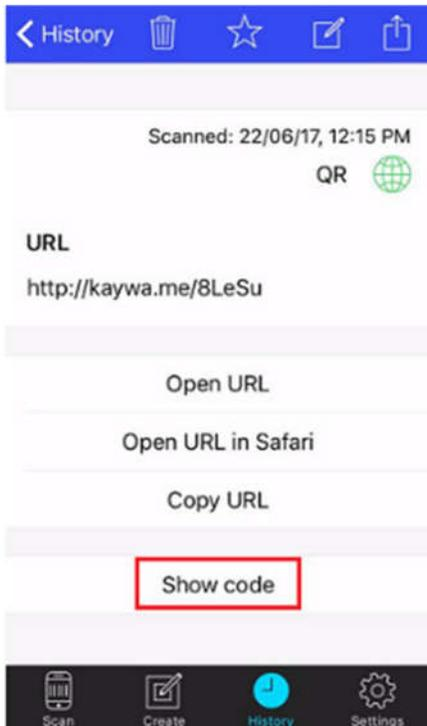 History
Scanned: 22/06/17, 12:15 PM
QR
URL
http://kaywa.me/8LeSu
Open URL
Open URL in Safari
Copy URL
Show code
Scan Create History Settings